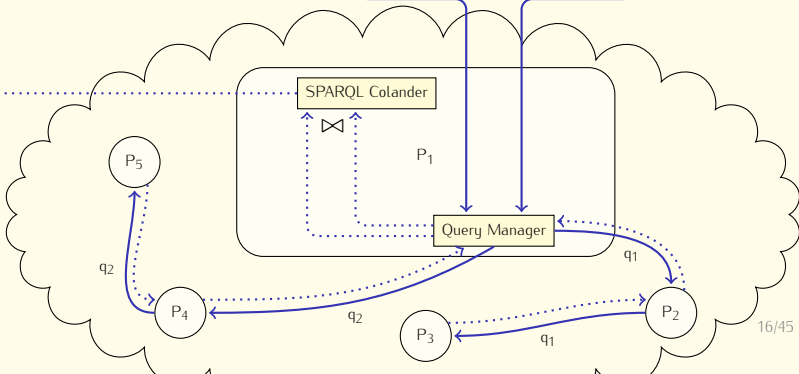 SPARQL Colander
⋈
P1
P5
Query Manager
q1
q2
P4
q2
P3
q1
P2
16/45